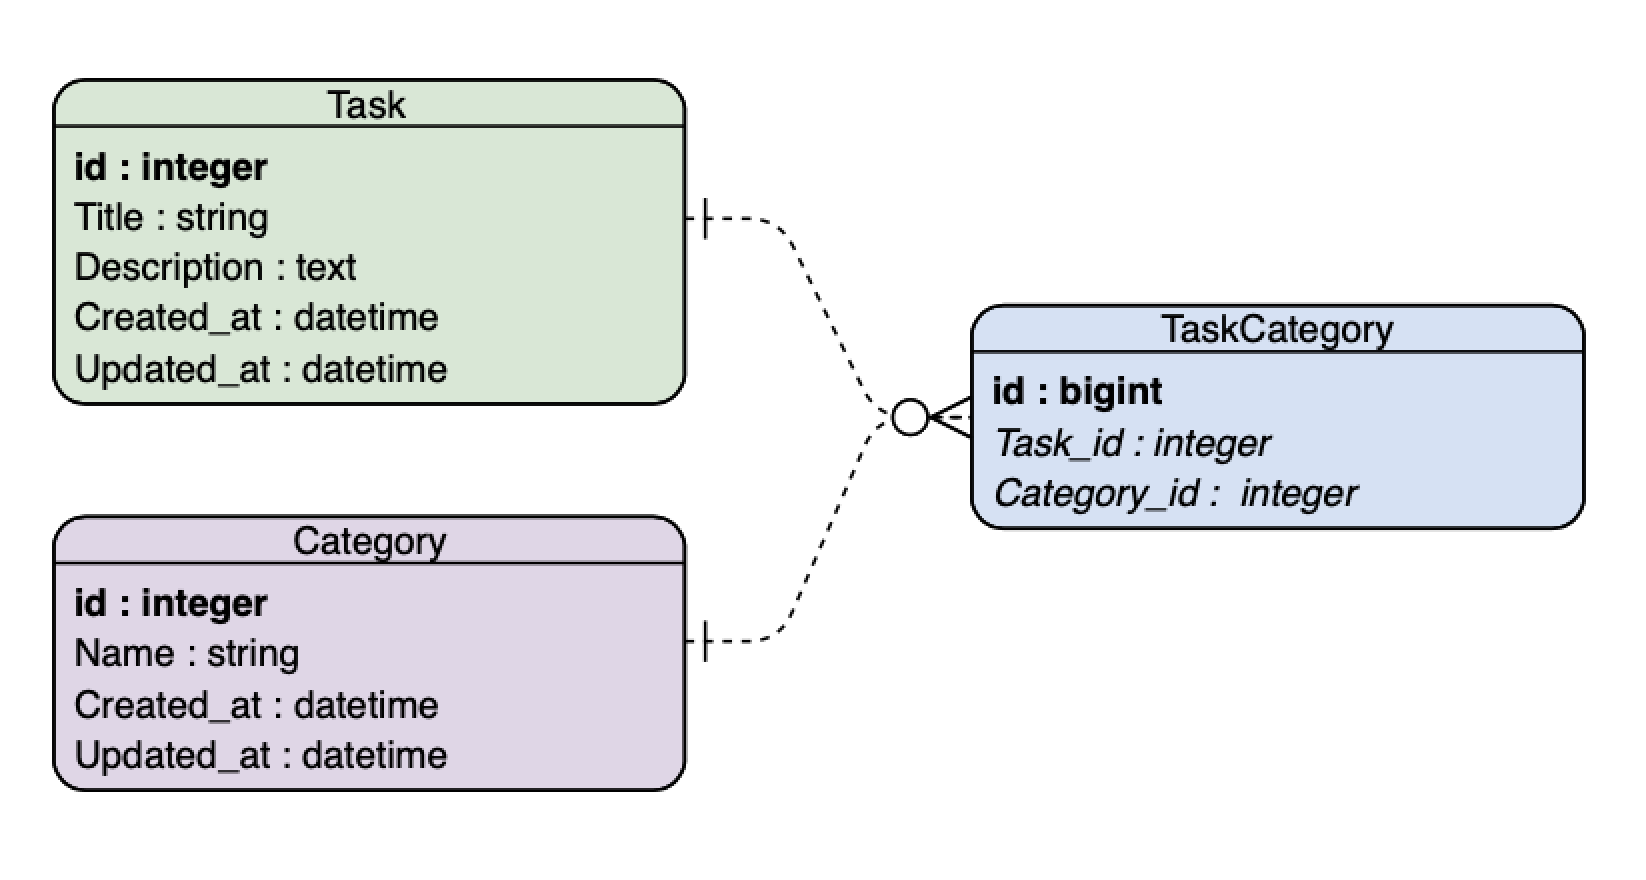 Task
id : integer
Title : string
Description : text
Created_at : datetime
Updated_at : datetime
TaskCategory
id : bigint
Task_id : integer
Category_id :  integer
Category
id : integer
Name : string
Created_at : datetime
Updated_at : datetime